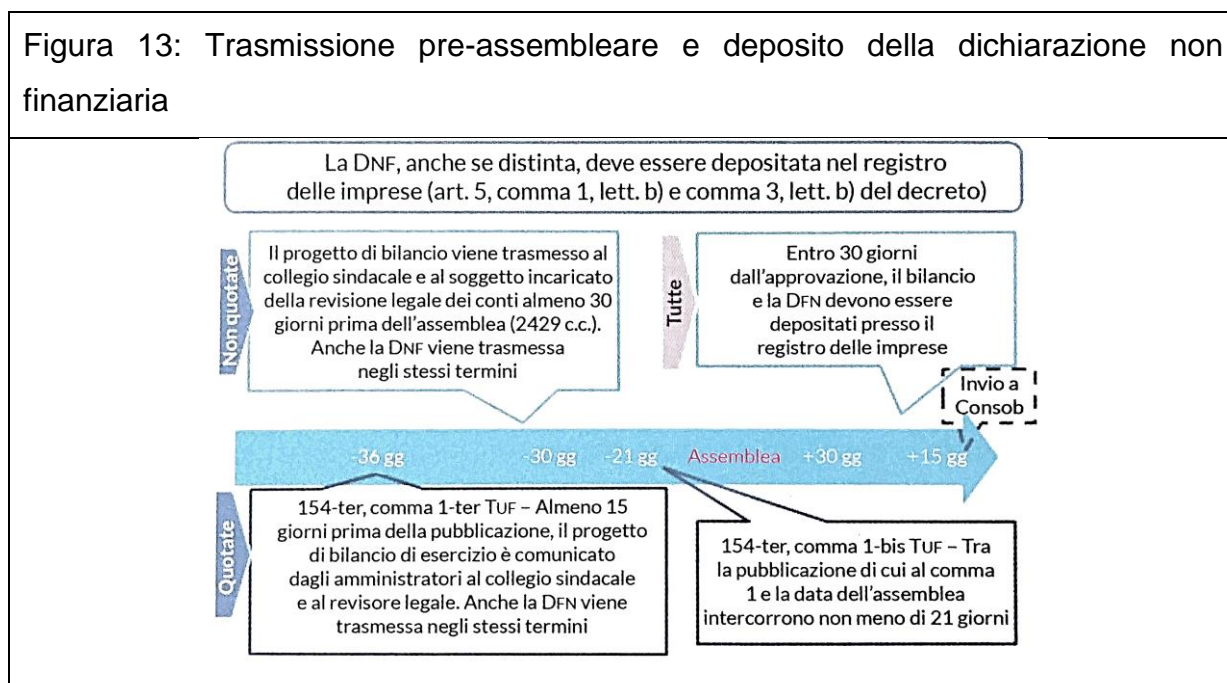 Figura 13: Trasmissione pre-assembleare e deposito della dichiarazione non
finanziaria
La DNF, anche se distinta, deve essere depositata nel registro
delle imprese (art. 5, comma 1, lett. b) e comma 3, lett. b) del decreto)
Non quotate
Il progetto di bilancio viene trasmesso al
collegio sindacale e al soggetto incaricato
della revisione legale dei conti almeno 30
giorni prima dell'assemblea (2429 c.c.).
Anche la DNF viene trasmessa
negli stessi termini
Tutte
Entro 30 giorni
dall'approvazione, il bilancio
e la DFN devono essere
depositati presso il
registro delle imprese
Invio a
Consob
-36 gg -30 gg -21 gg Assemblea +30 gg +15 gg
Quotate
154-ter, comma 1-ter TUF – Almeno 15
giorni prima della pubblicazione, il progetto
di bilancio di esercizio è comunicato
dagli amministratori al collegio sindacale
e al revisore legale. Anche la DFN viene
trasmessa negli stessi termini
154-ter, comma 1-bis TUF – Tra
la pubblicazione di cui al comma
1 e la data dell'assemblea
intercorrono non meno di 21 giorni